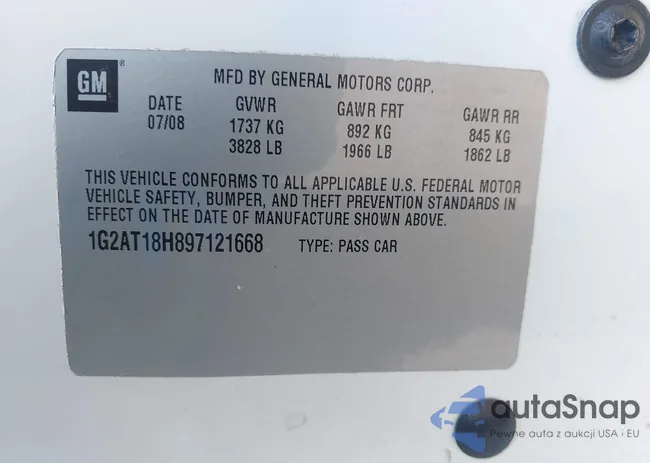 GM ®
MFD BY GENERAL MOTORS CORP.
DATE GVWR GAWR FRT GAWR RR
07/08 1737 KG 892 KG 845 KG
3828 LB 1966 LB 1862 LB
THIS VEHICLE CONFORMS TO ALL APPLICABLE U.S. FEDERAL MOTOR
VEHICLE SAFETY, BUMPER, AND THEFT PREVENTION STANDARDS IN
EFFECT ON THE DATE OF MANUFACTURE SHOWN ABOVE.
1G2AT18H897121668 TYPE: PASS CAR
autoSnap
Pewne auta z aukcji USA i EU